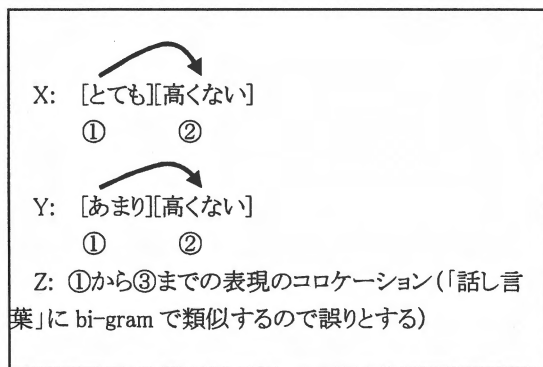 X: [とても][高くない]
① ②
Y: [あまり][高くない]
① ②
Z: ①から③までの表現のコロケーション(「話し言
葉」に bi-gram で類似するので誤りとする)